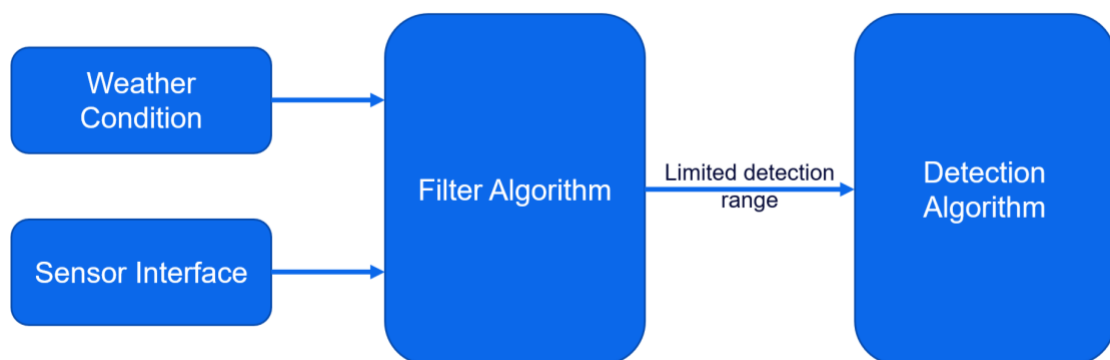 Weather
Condition
Sensor Interface
Filter Algorithm
Limited detection
range
Detection
Algorithm